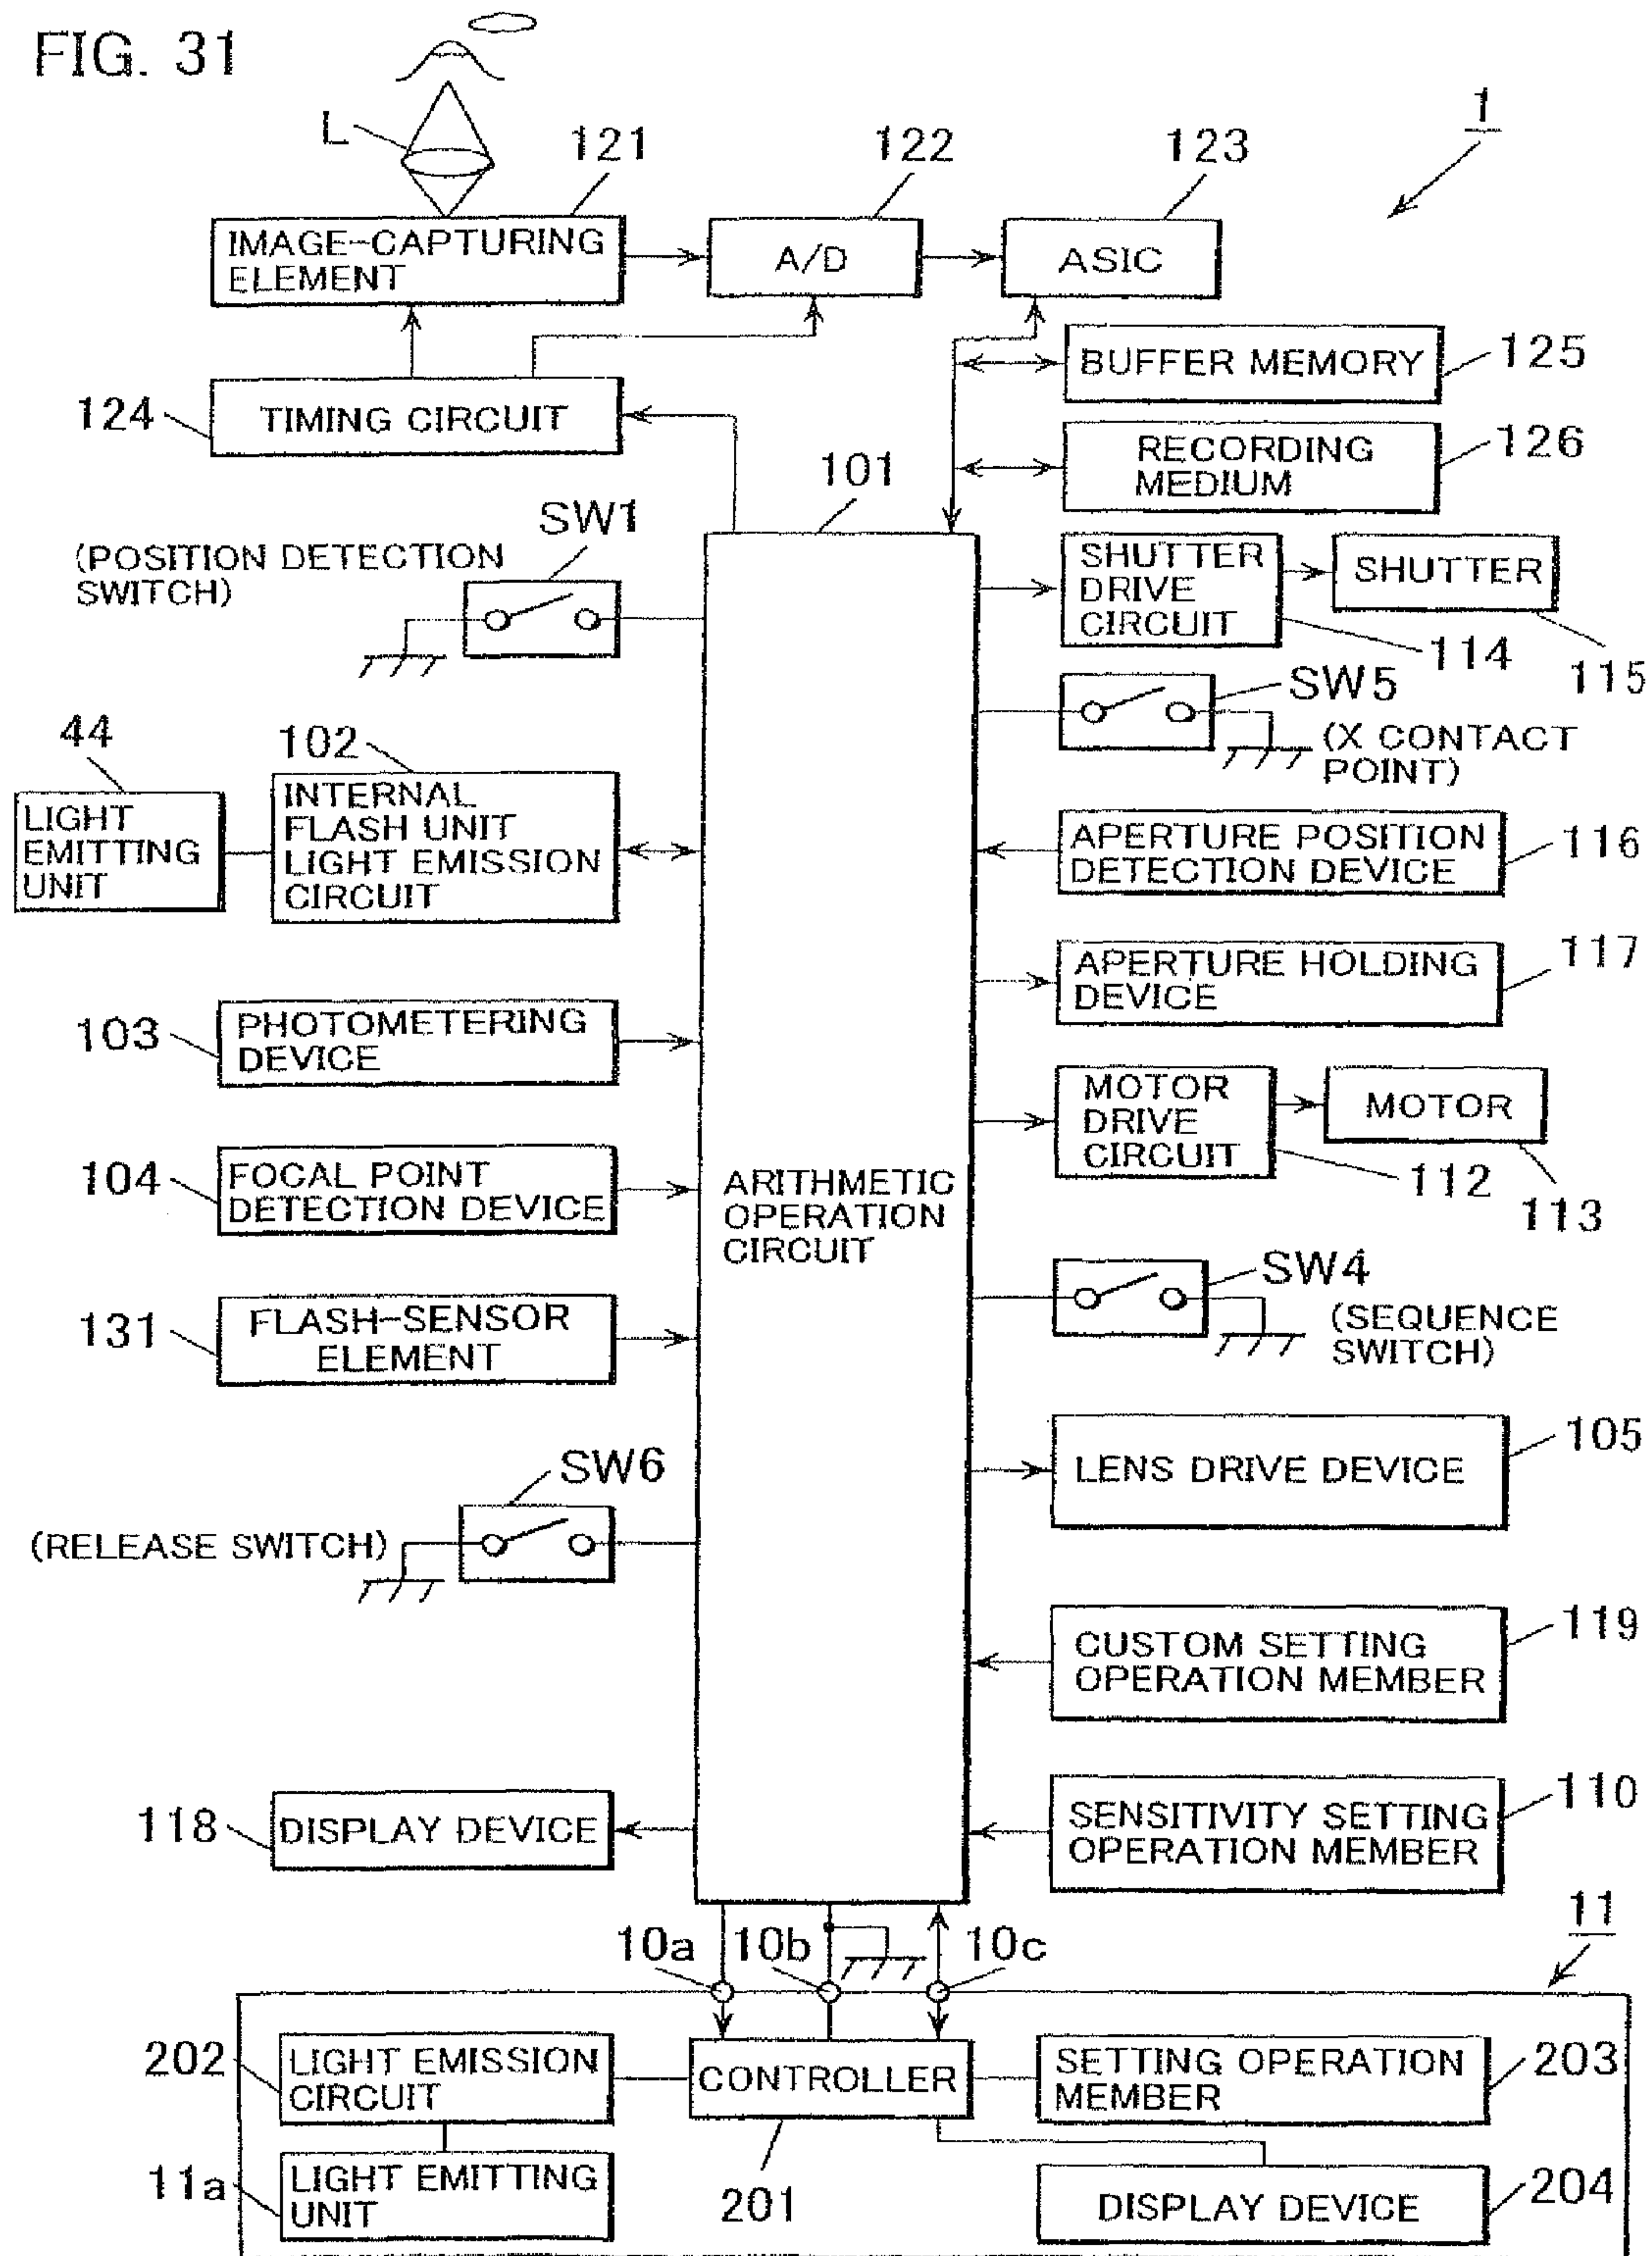 FIG. 31
1
L
121
122
123
IMAGE-CAPTURING
ELEMENT
A/D
ASIC
BUFFER MEMORY
125
124
TIMING CIRCUIT
RECORDING
MEDIUM
126
101
SW1
(POSITION DETECTION
SWITCH)
SHUTTER
DRIVE
CIRCUIT
SHUTTER
114
115
SW5
(X CONTACT
POINT)
44
102
LIGHT
EMITTING
UNIT
INTERNAL
FLASH UNIT
LIGHT EMISSION
CIRCUIT
APERTURE POSITION
DETECTION DEVICE
116
APERTURE HOLDING
DEVICE
117
103
PHOTOMETERING
DEVICE
MOTOR
DRIVE
CIRCUIT
MOTOR
112
113
104
FOCAL POINT
DETECTION DEVICE
ARITHMETIC
OPERATION
CIRCUIT
SW4
(SEQUENCE
SWITCH)
131
FLASH-SENSOR
ELEMENT
LENS DRIVE DEVICE
105
SW6
(RELEASE SWITCH)
CUSTOM SETTING
OPERATION MEMBER
119
118
DISPLAY DEVICE
SENSITIVITY SETTING
OPERATION MEMBER
110
11
10a
10b
10c
202
LIGHT EMISSION
CIRCUIT
CONTROLLER
SETTING OPERATION
MEMBER
203
11a
LIGHT EMITTING
UNIT
201
DISPLAY DEVICE
204